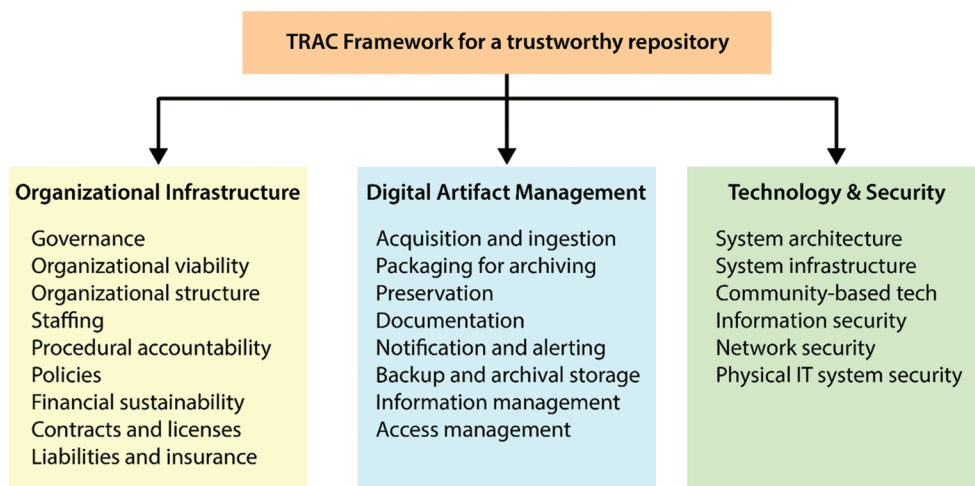 TRAC Framework for a trustworthy repository
Organizational Infrastructure
Governance
Organizational viability
Organizational structure
Staffing
Procedural accountability
Policies
Financial sustainability
Contracts and licenses
Liabilities and insurance
Digital Artifact Management
Acquisition and ingestion
Packaging for archiving
Preservation
Documentation
Notification and alerting
Backup and archival storage
Information management
Access management
Technology & Security
System architecture
System infrastructure
Community-based tech
Information security
Network security
Physical IT system security